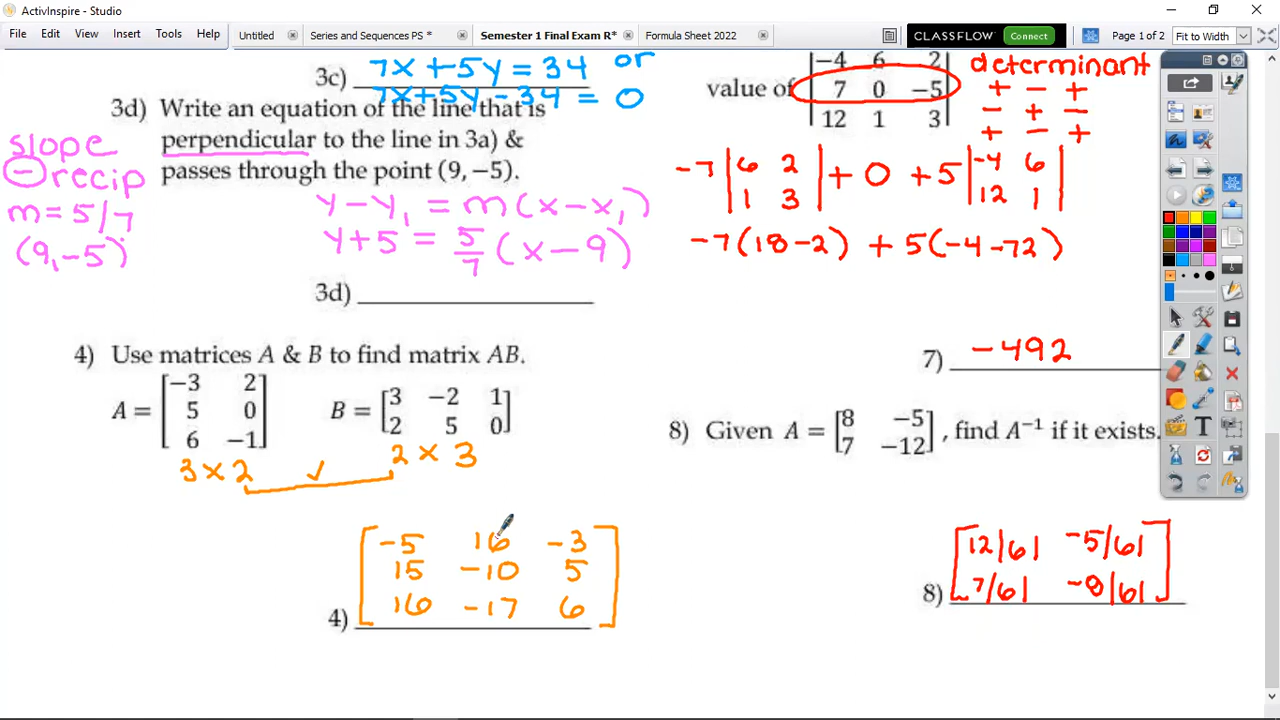 ActivInspire - Studio
File Edit View Insert Tools Help
Untitled
Series and Sequences PS *
Semester 1 Final Exam R*
Formula Sheet 2022
CLASSFLOW
Connect
Page 1 of 2
Fit to Width
3c) 7x + 5y = 34 or
7x + 5y - 34 = 0
3d) Write an equation of the line that is
perpendicular to the line in 3a) &
passes through the point (9, −5).
slope
− recip
m = 5/7
(9, -5)
y - y₁ = m(x - x₁)
y + 5 = 5/7 (x - 9)
3d)
4) Use matrices A & B to find matrix AB.
A = [−3 2
5 0
6 −1]
B = [3 −2 1
2 5 0]
3 × 2 ✓ 2 × 3
4) [-5 16 -3
15 -10 5
16 -17 6]
value of |−4 6 2
7 0 −5
12 1 3|
determinant
+ − +
− + −
+ − +
-7 |6 2
1 3| + 0 + 5 |-4 6
12 1|
-7(18 - 2) + 5(-4 - 72)
7) -492
8) Given A = [8 −5
7 −12], find A⁻¹ if it exists.
8) [12/61 -5/61
7/61 -8/61]